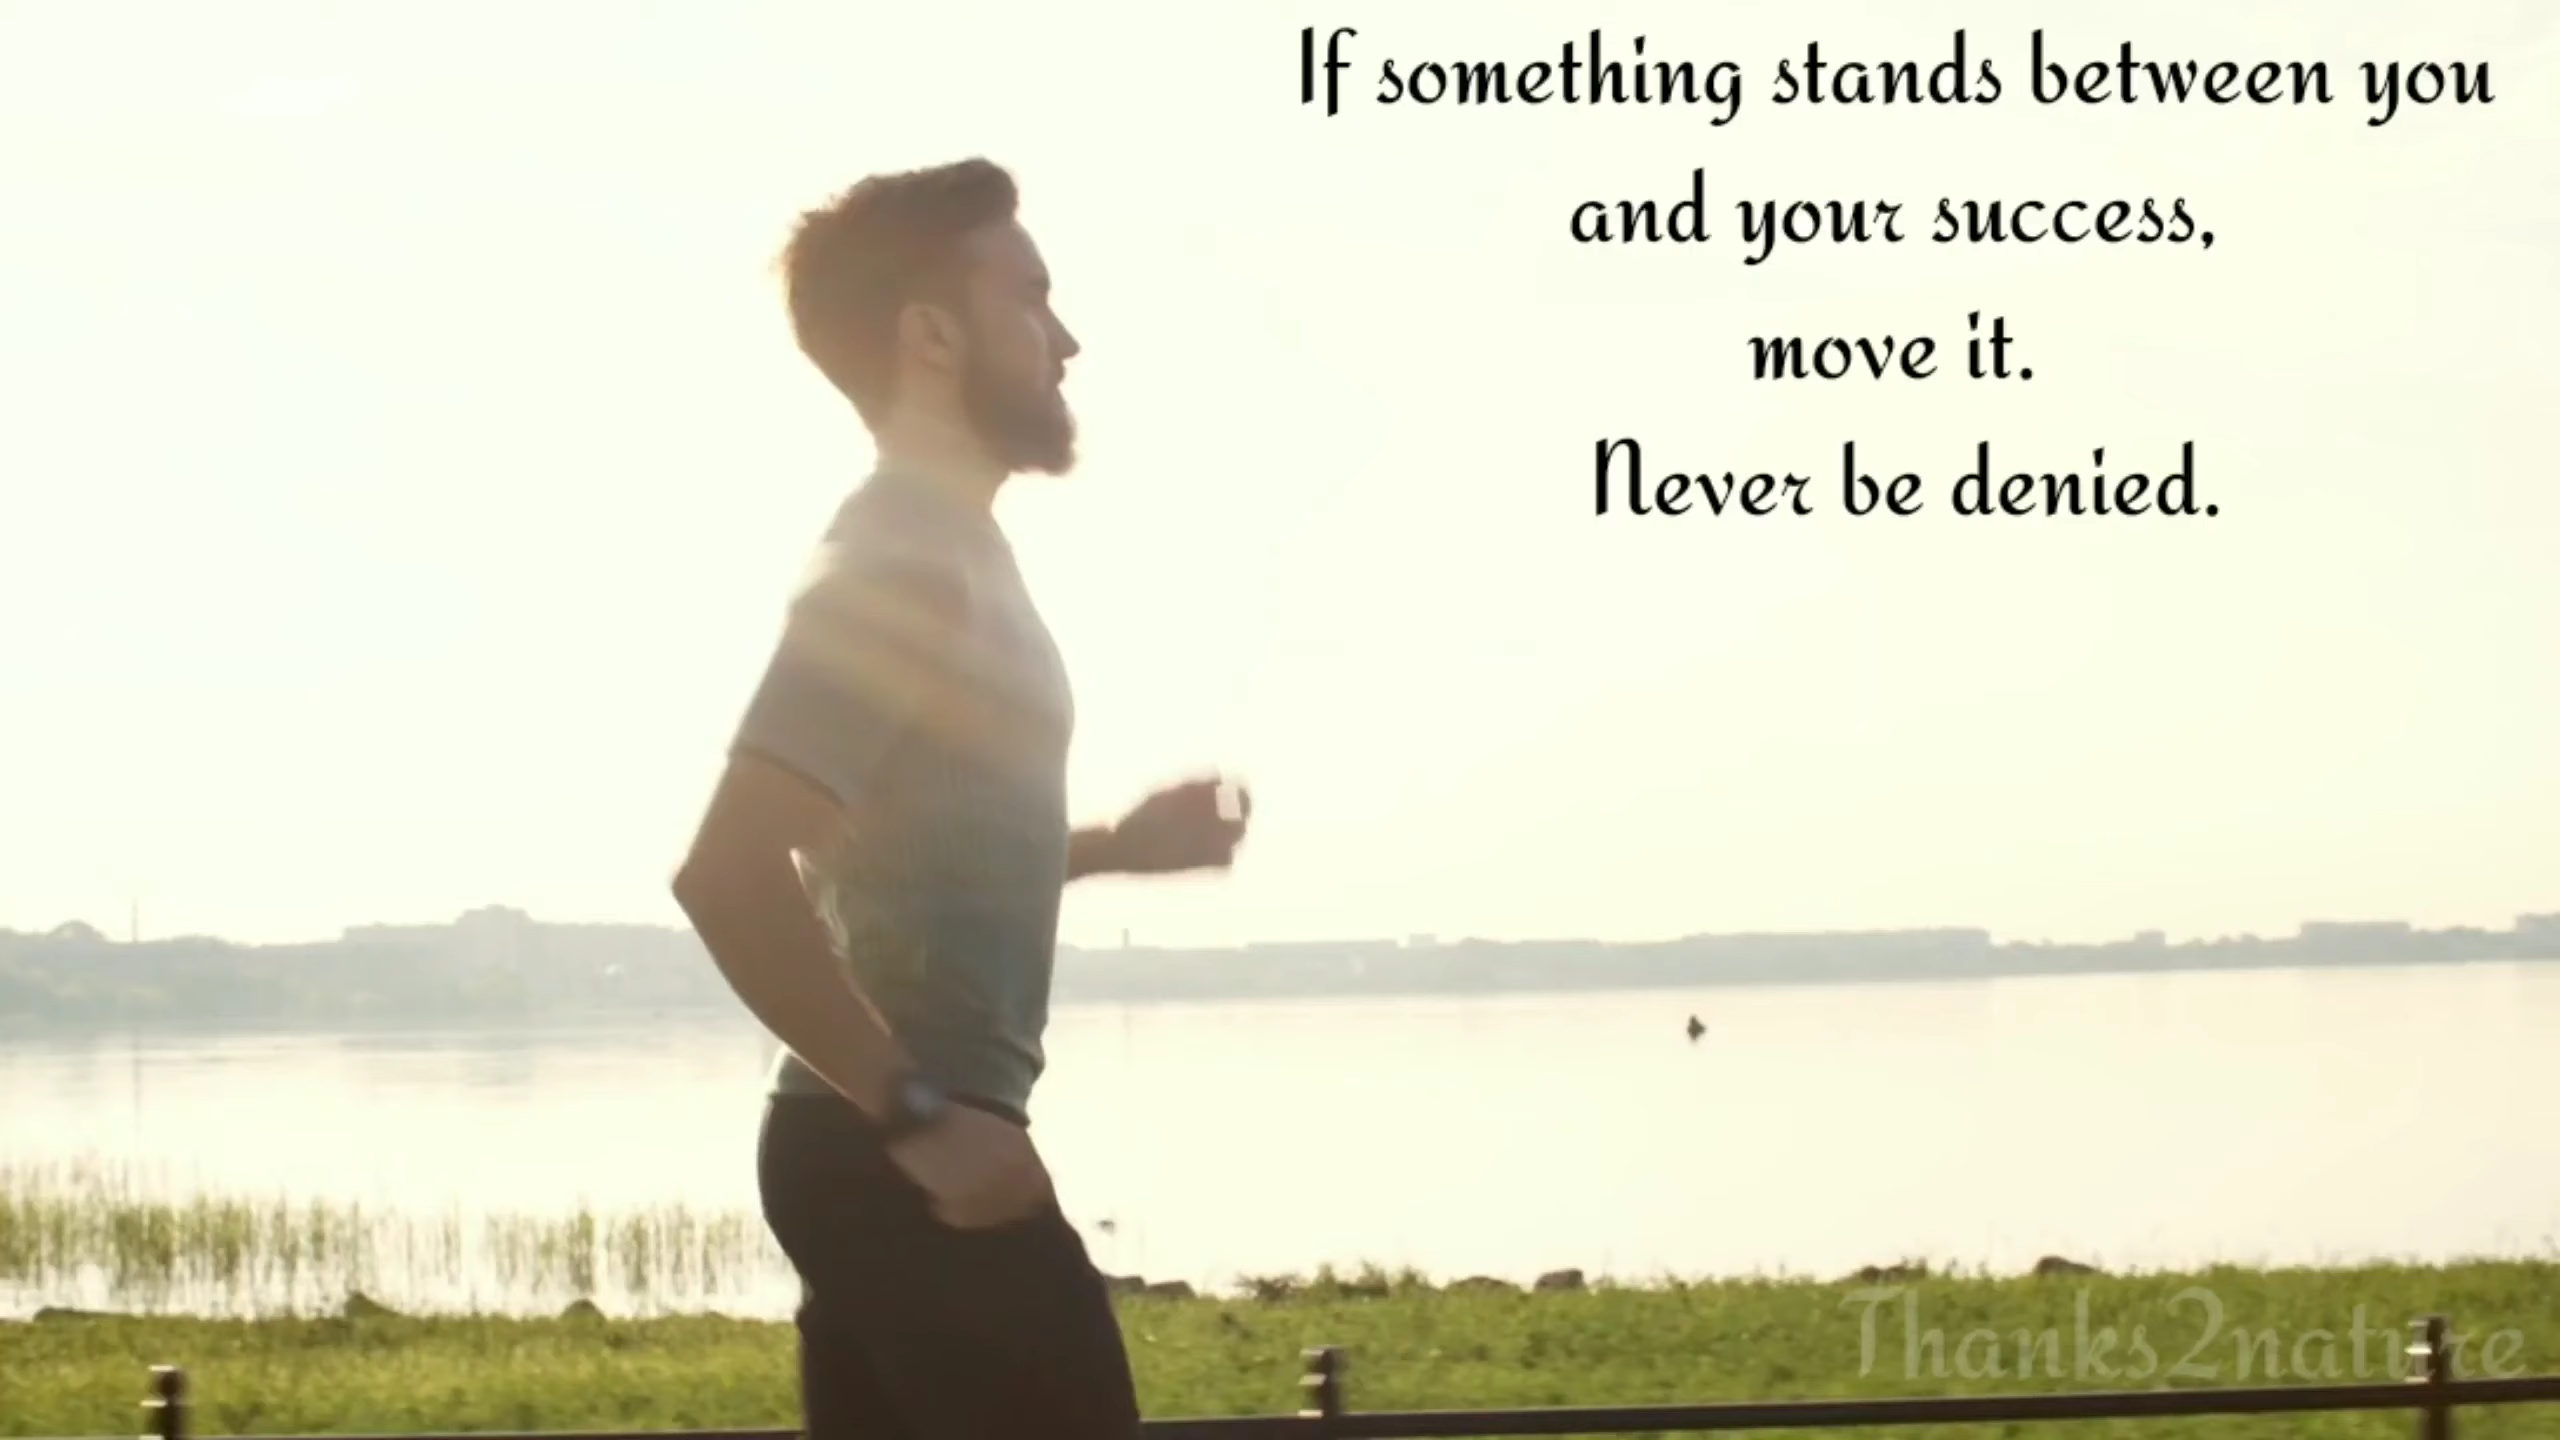 If something stands between you
and your success,
move it.
Never be denied.
Thanks2nature